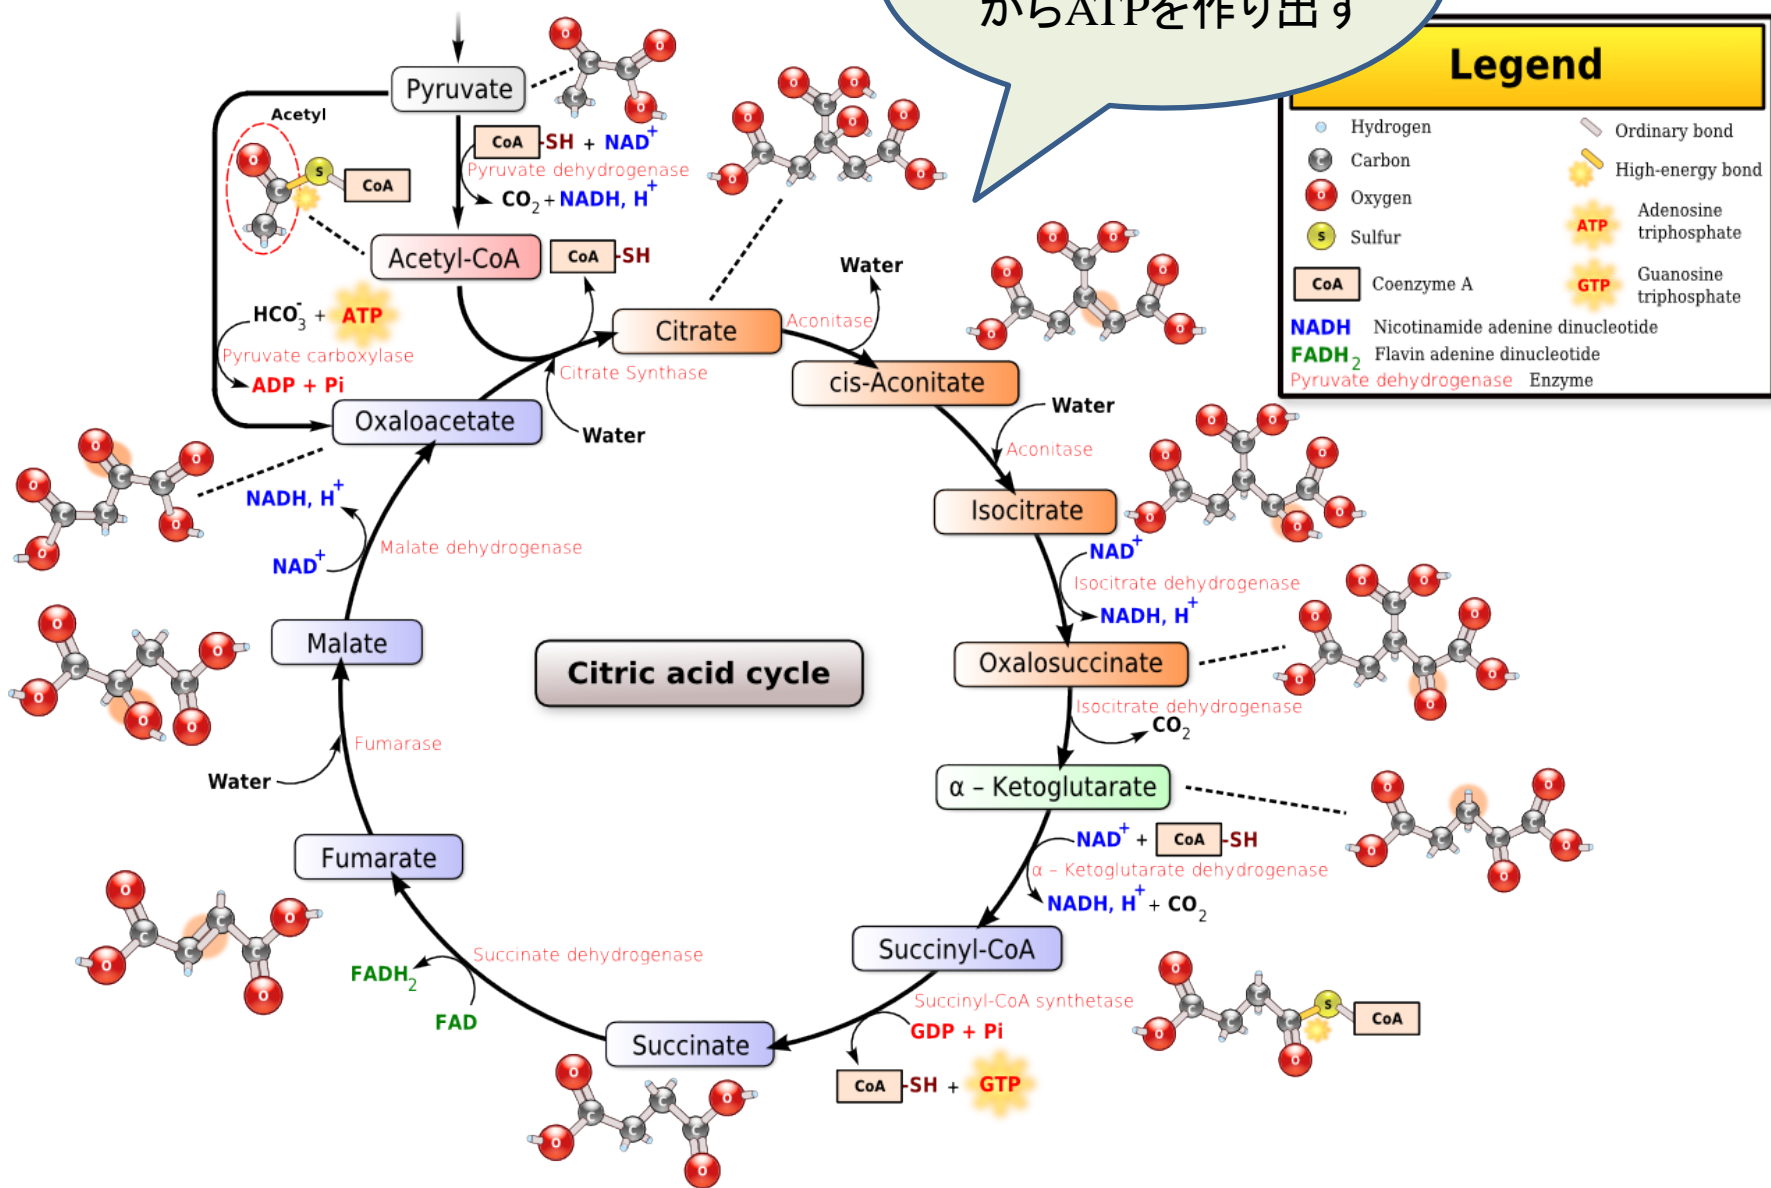 からATPを作り出す
Legend
Hydrogen
Carbon
Oxygen
Sulfur
CoA Coenzyme A
Ordinary bond
High-energy bond
ATP Adenosine
triphosphate
GTP Guanosine
triphosphate
NADH Nicotinamide adenine dinucleotide
FADH₂ Flavin adenine dinucleotide
Pyruvate dehydrogenase Enzyme
Pyruvate
Acetyl
CoA-SH + NAD⁺
Pyruvate dehydrogenase
CO₂ + NADH, H⁺
S CoA
Acetyl-CoA
CoA-SH
HCO₃⁻ + ATP
Pyruvate carboxylase
ADP + Pi
Citrate
Citrate Synthase
Water
Aconitase
Water
cis-Aconitate
Water
Aconitase
Isocitrate
NAD⁺
Isocitrate dehydrogenase
NADH, H⁺
Oxalosuccinate
Isocitrate dehydrogenase
CO₂
α – Ketoglutarate
NAD⁺ + CoA-SH
α – Ketoglutarate dehydrogenase
NADH, H⁺ + CO₂
Succinyl-CoA
S CoA
Succinyl-CoA synthetase
GDP + Pi
CoA-SH + GTP
Succinate
Succinate dehydrogenase
FADH₂
FAD
Fumarate
Fumarase
Water
Malate
Malate dehydrogenase
NADH, H⁺
NAD⁺
Oxaloacetate
Citric acid cycle